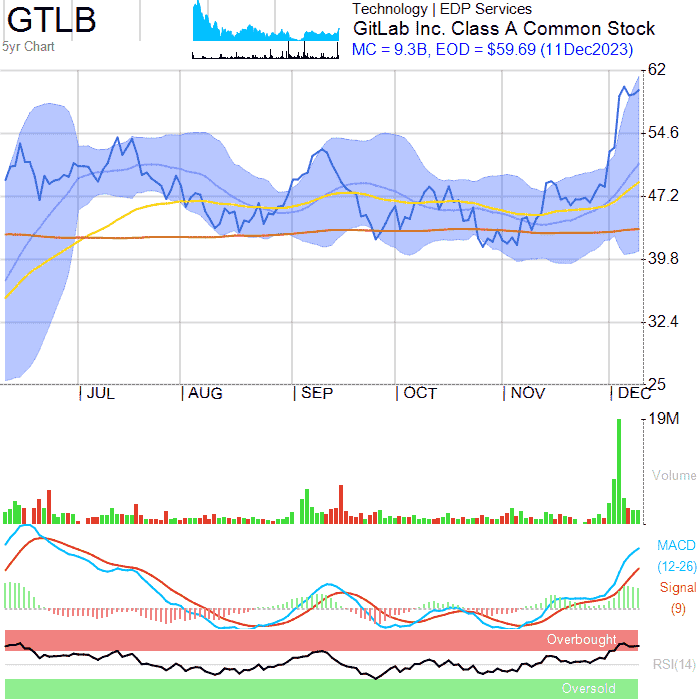 GTLB
5yr Chart
Technology | EDP Services
GitLab Inc. Class A Common Stock
MC = 9.3B, EOD = $59.69 (11Dec2023)
62
54.6
47.2
39.8
32.4
25
| JUL | AUG | SEP | OCT | NOV | DEC
19M
Volume
MACD
(12-26)
Signal
(9)
Overbought
RSI(14)
Oversold